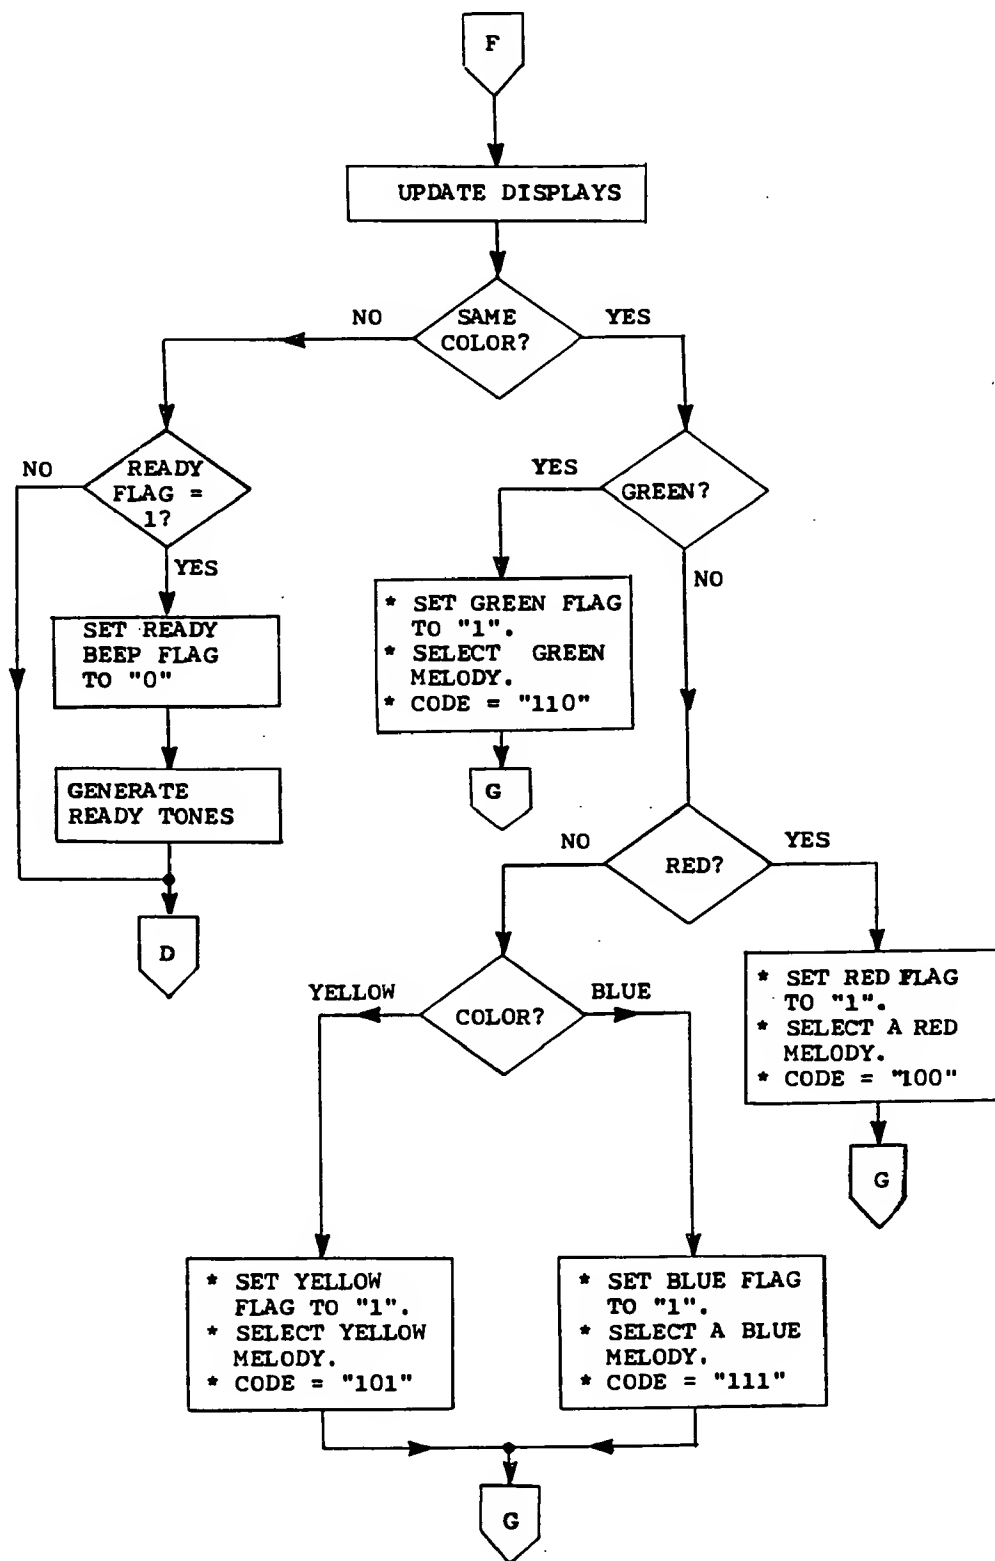 F
UPDATE DISPLAYS
NO
SAME
COLOR?
YES
NO
READY
FLAG =
1?
YES
GREEN?
YES
NO
SET READY
BEEP FLAG
TO "0"
* SET GREEN FLAG
TO "1".
* SELECT GREEN
MELODY.
* CODE = "110"
GENERATE
READY TONES
G
NO
RED?
YES
D
YELLOW
COLOR?
BLUE
* SET RED FLAG
TO "1".
* SELECT A RED
MELODY.
* CODE = "100"
G
* SET YELLOW
FLAG TO "1".
* SELECT YELLOW
MELODY.
* CODE = "101"
* SET BLUE FLAG
TO "1".
* SELECT A BLUE
MELODY.
* CODE = "111"
G